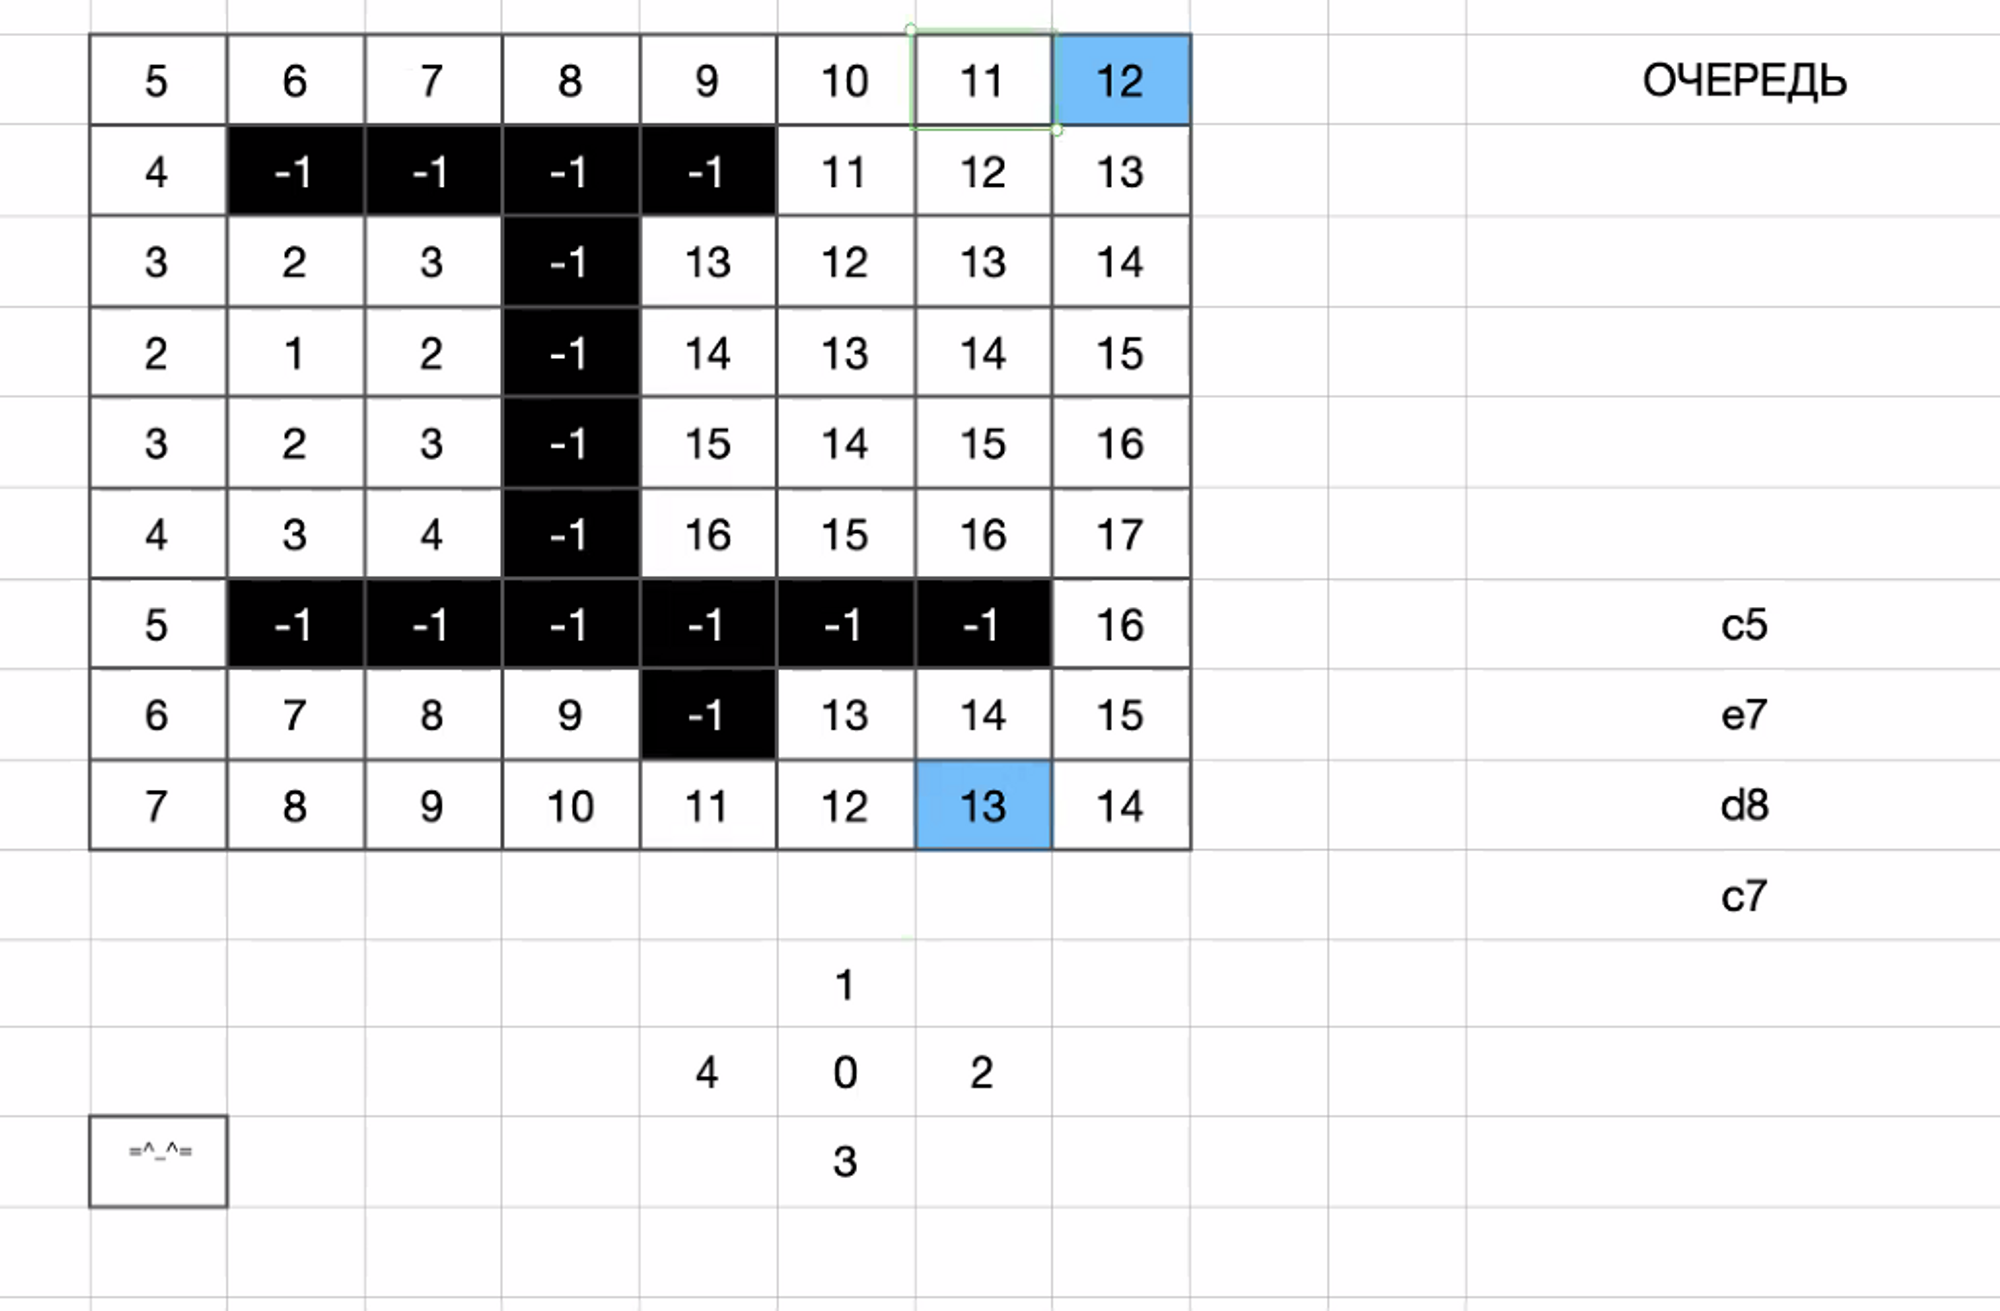 5 6 7 8 9 10 11 12 ОЧЕРЕДЬ
4 -1 -1 -1 -1 11 12 13
3 2 3 -1 13 12 13 14
2 1 2 -1 14 13 14 15
3 2 3 -1 15 14 15 16
4 3 4 -1 16 15 16 17
5 -1 -1 -1 -1 -1 -1 16 c5
6 7 8 9 -1 13 14 15 e7
7 8 9 10 11 12 13 14 d8
c7
1
4 0 2
=^_^= 3